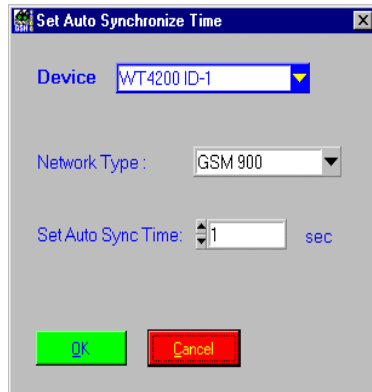 Set Auto Synchronize Time
Device WT4200 ID-1
Network Type : GSM 900
Set Auto Sync Time: 1 sec
OK Cancel